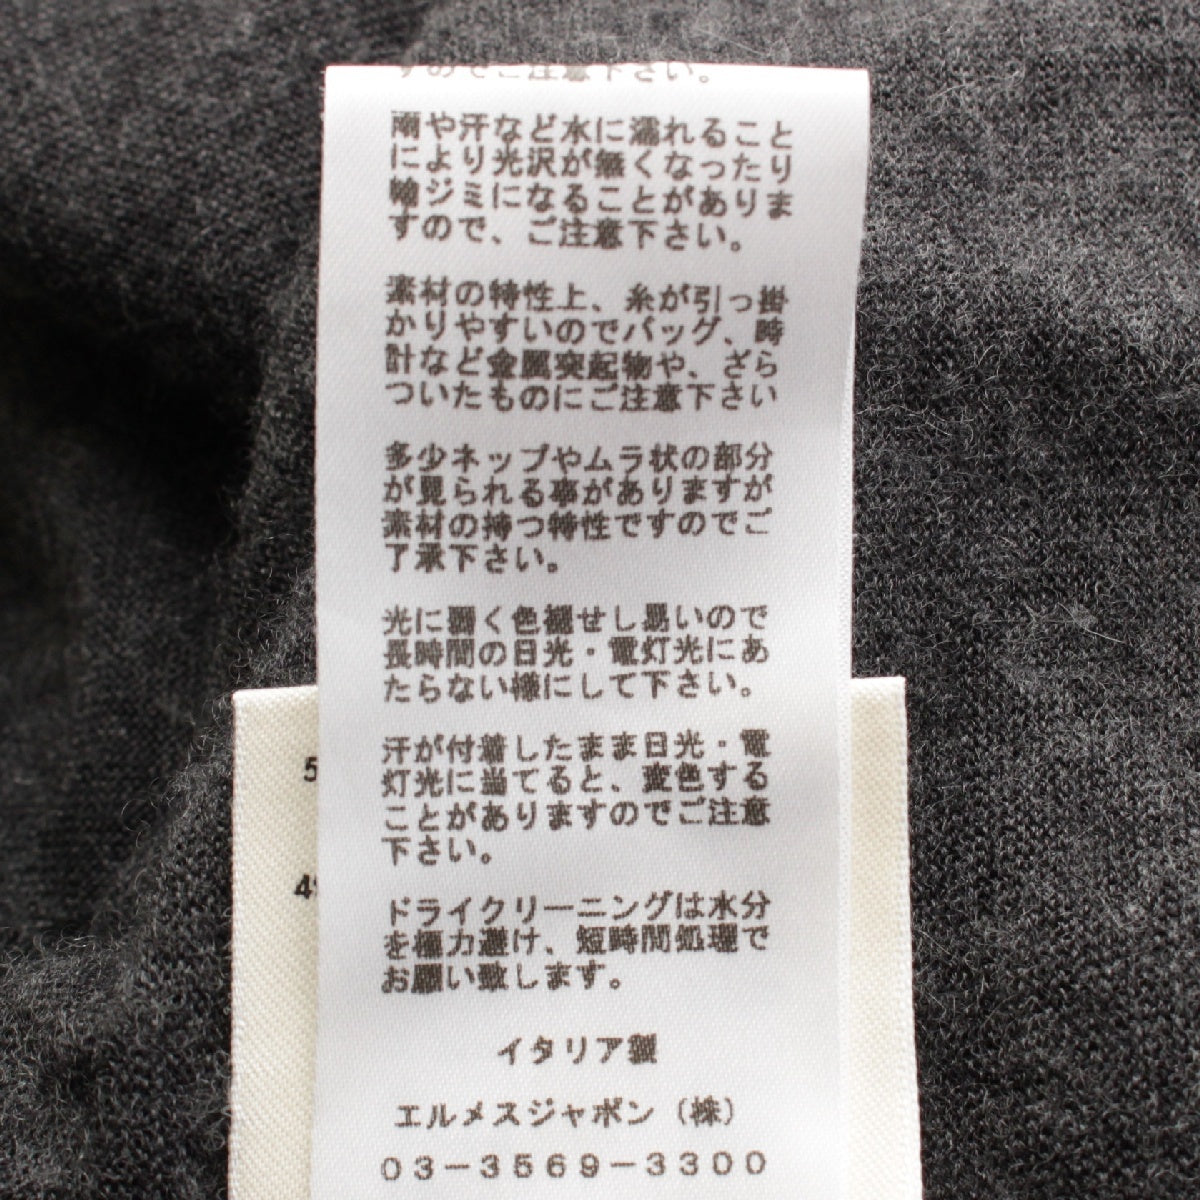 すのでご注意下さい。
雨や汗など水に濡れること
により光沢が無くなったり
輪ジミになることがありま
すので、ご注意下さい。
素材の特性上、糸が引っ掛
かりやすいのでバッグ、時
計など金属突起物や、ざら
ついたものにご注意下さい
多少ネップやムラ状の部分
が見られる事がありますが
素材の持つ特性ですのでご
了承下さい。
光に弱く色褪せし易いので
長時間の日光・電灯光にあ
たらない様にして下さい。
汗が付着したまま日光・電
灯光に当てると、変色する
ことがありますのでご注意
下さい。
ドライクリーニングは水分
を極力避け、短時間処理で
お願い致します。
イタリア製
エルメスジャポン（株）
03-3569-3300